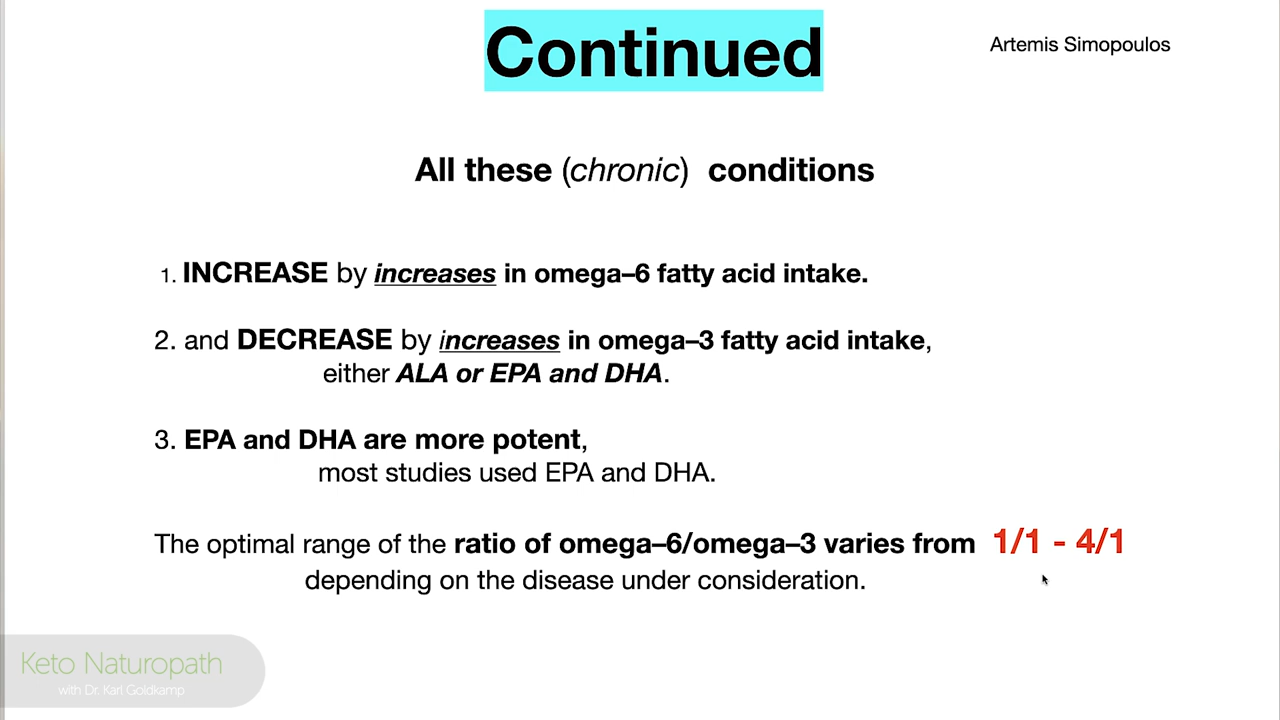 Continued
Artemis Simopoulos
All these (chronic) conditions
1. INCREASE by increases in omega–6 fatty acid intake.
2. and DECREASE by increases in omega–3 fatty acid intake,
either ALA or EPA and DHA.
3. EPA and DHA are more potent,
most studies used EPA and DHA.
The optimal range of the ratio of omega–6/omega–3 varies from 1/1 - 4/1
depending on the disease under consideration.
Keto Naturopath
with Dr. Karl Goldkamp